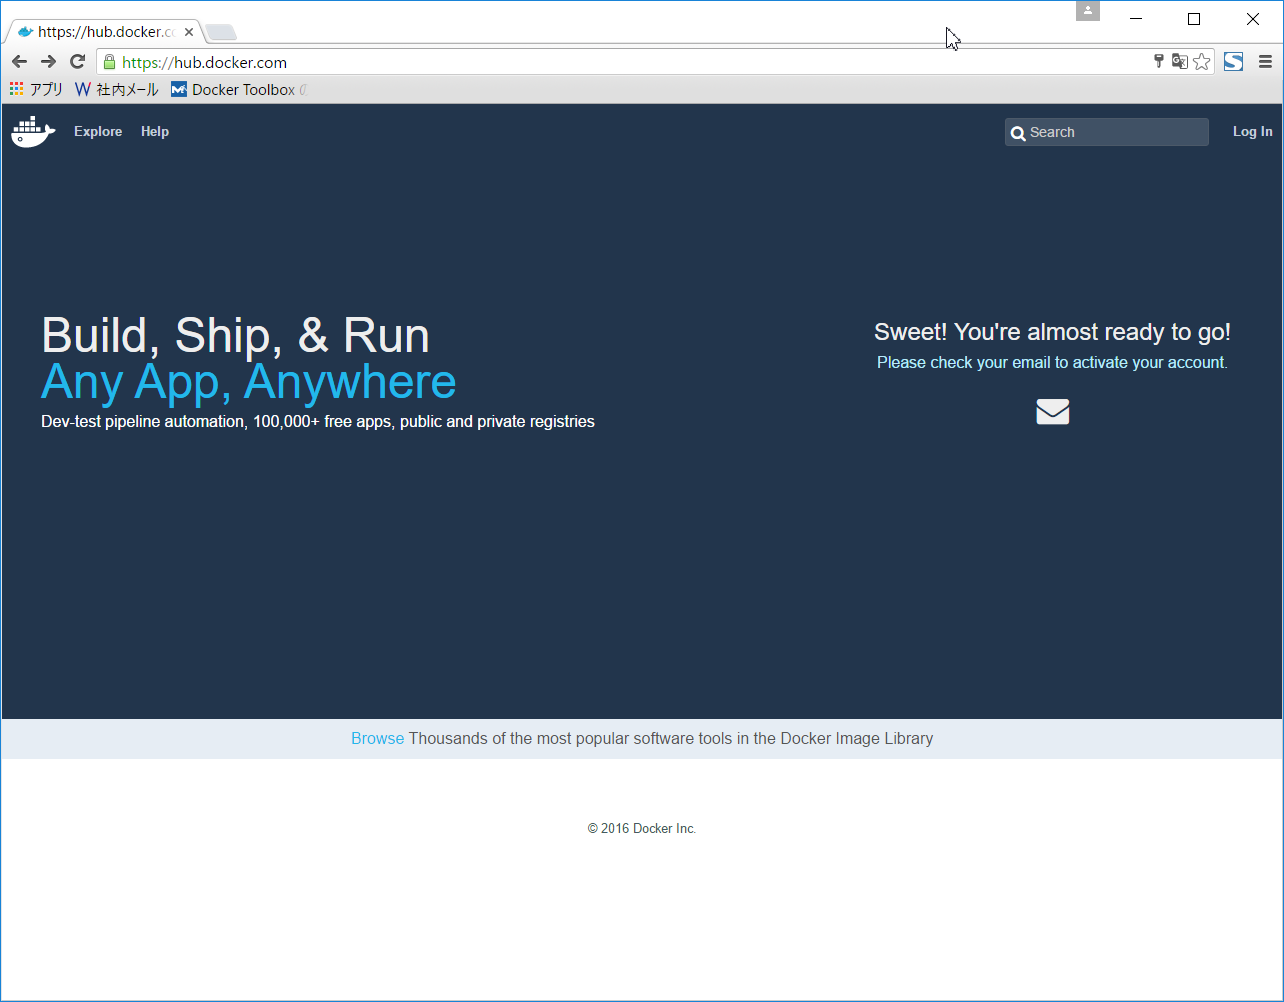 https://hub.docker.co
https://hub.docker.com
アプリ 社内メール Docker Toolbox
Explore Help Search Log In
Build, Ship, & Run
Any App, Anywhere
Dev-test pipeline automation, 100,000+ free apps, public and private registries
Sweet! You're almost ready to go!
Please check your email to activate your account.
Browse Thousands of the most popular software tools in the Docker Image Library
© 2016 Docker Inc.